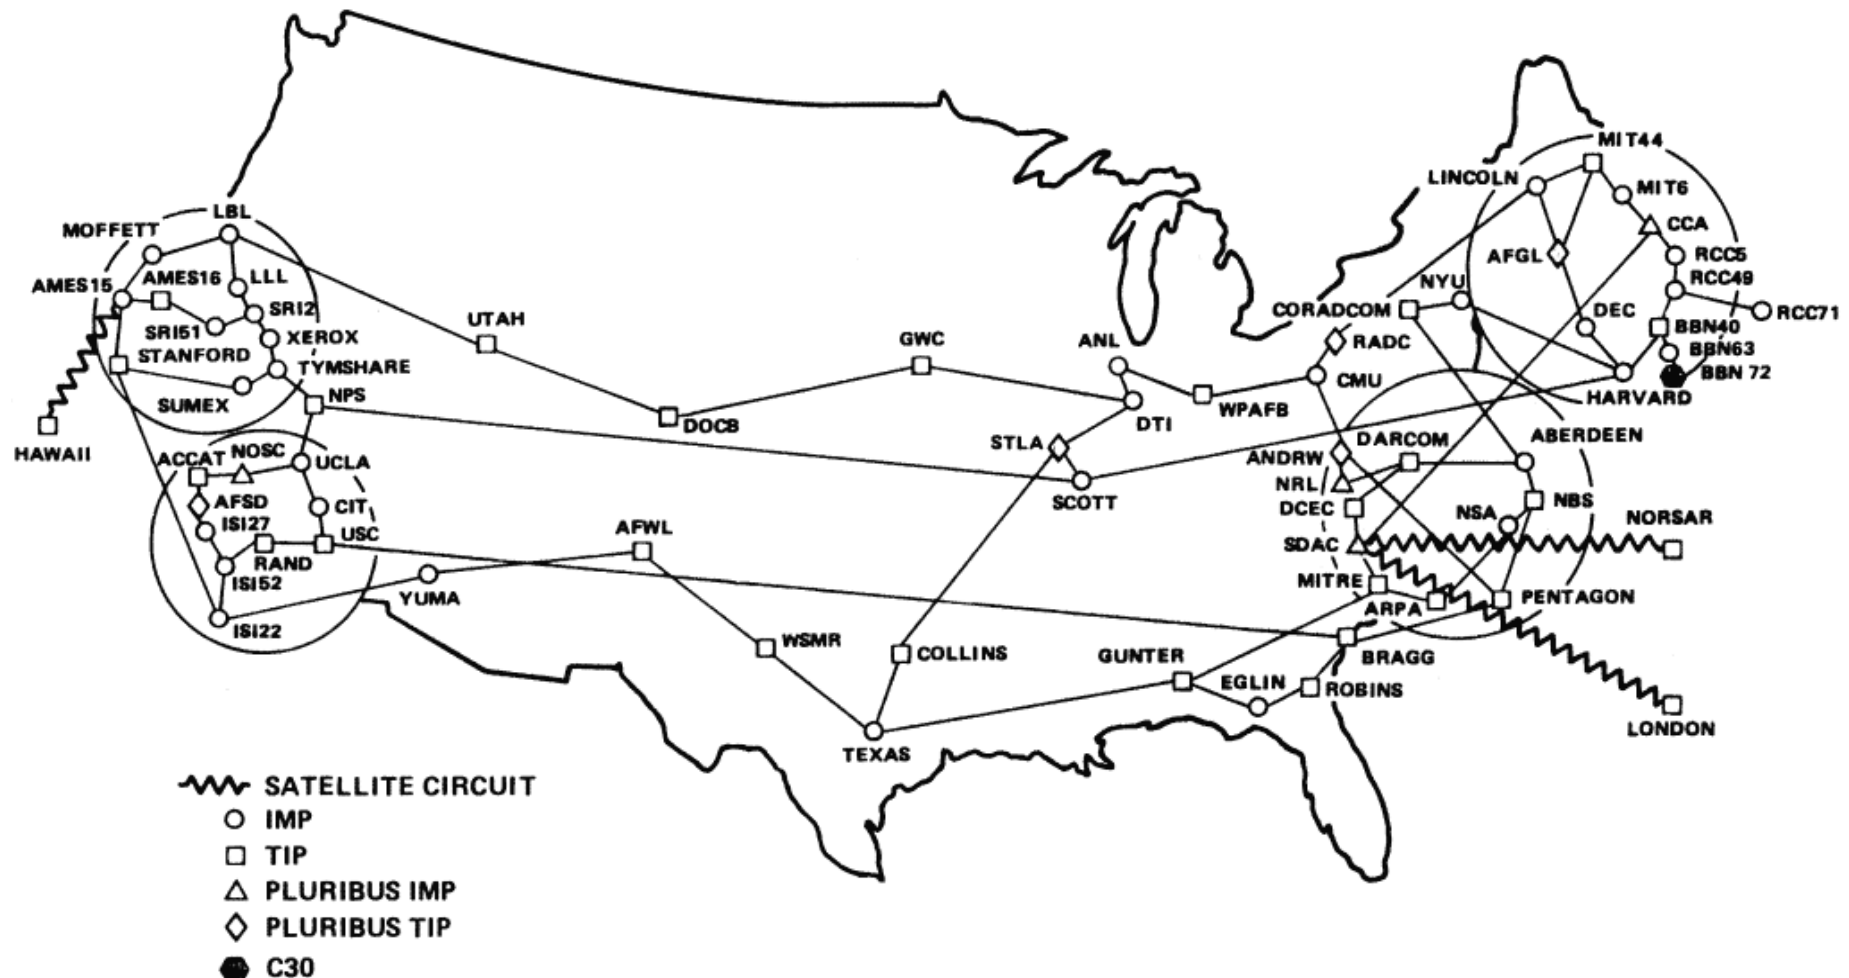 MIT44
LINCOLN
MIT6
LBL
CCA
MOFFETT
AFGL
RCC5
AMES16
LLL
RCC49
AMES15
NYU
SRI2
CORADCOM
DEC
RCC71
UTAH
SRI51
XEROX
GWC
ANL
RADC
BBN40
STANFORD
BBN63
TYMSHARE
CMU
BBN 72
SUMEX
NPS
WPAFB
HARVARD
DOCB
DTI
HAWAII
STLA
DARCOM
ABERDEEN
ACCAT
NOSC
UCLA
ANDRW
NRL
AFSD
CIT
SCOTT
DCEC
NSA
NBS
ISI27
AFWL
NORSAR
USC
SDAC
RAND
ISI52
MITRE
YUMA
ARPA
PENTAGON
ISI22
WSMR
COLLINS
GUNTER
BRAGG
EGLIN
ROBINS
LONDON
TEXAS
SATELLITE CIRCUIT
IMP
TIP
PLURIBUS IMP
PLURIBUS TIP
C30